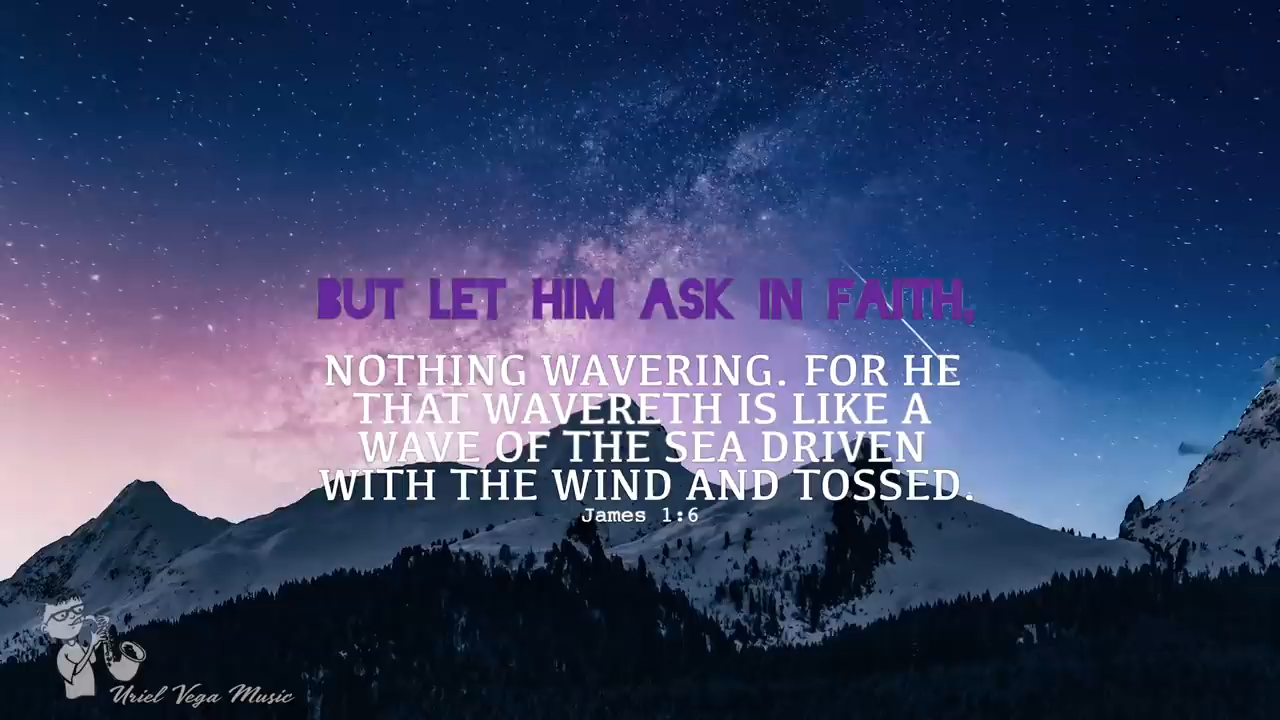 BUT LET HIM ASK IN FAITH,
NOTHING WAVERING. FOR HE
THAT WAVERETH IS LIKE A
WAVE OF THE SEA DRIVEN
WITH THE WIND AND TOSSED.
James 1:6
Uriel Vega Music